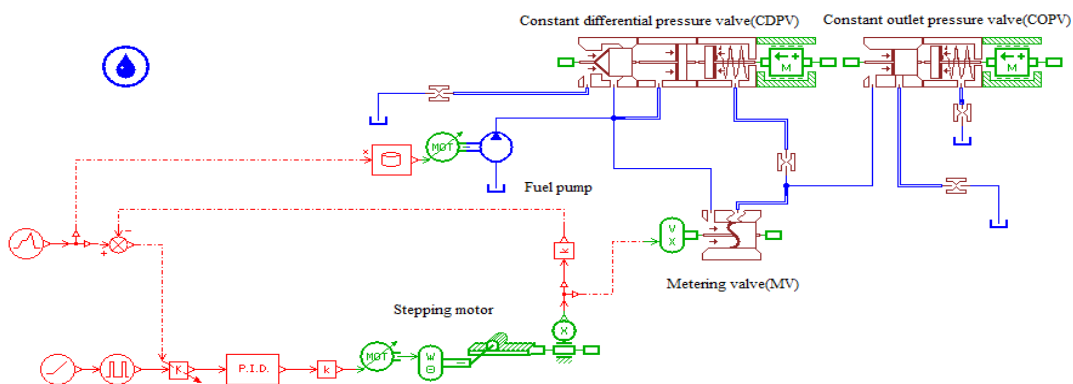 Constant differential pressure valve(CDPV)
Constant outlet pressure valve(COPV)
M
M
x
MOT
Fuel pump
-
+
k
V
X
Metering valve(MV)
Stepping motor
X
MOT
W
Θ
K
P.I.D.
k